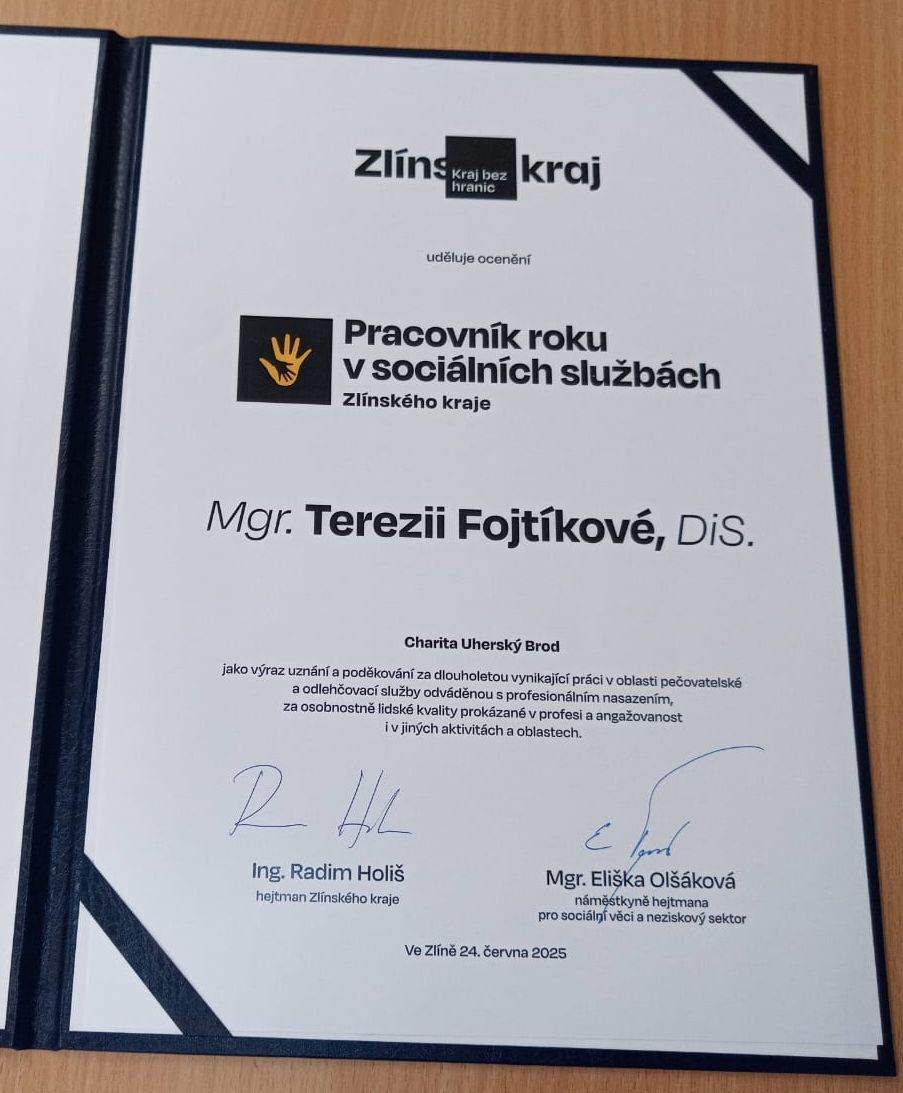 Zlíns kraj
Kraj bez
hranic
uděluje ocenění
Pracovník roku
v sociálních službách
Zlínského kraje
Mgr. Terezii Fojtíkové, DiS.
Charita Uherský Brod
jako výraz uznání a poděkování za dlouholetou vynikající práci v oblasti pečovatelské
a odlehčovací služby odváděnou s profesionálním nasazením,
za osobnostně lidské kvality prokázané v profesi a angažovanost
i v jiných aktivitách a oblastech.
Ing. Radim Holiš
hejtman Zlínského kraje
Mgr. Eliška Olšáková
náměstkyně hejtmana
pro sociální věci a neziskový sektor
Ve Zlíně 24. června 2025